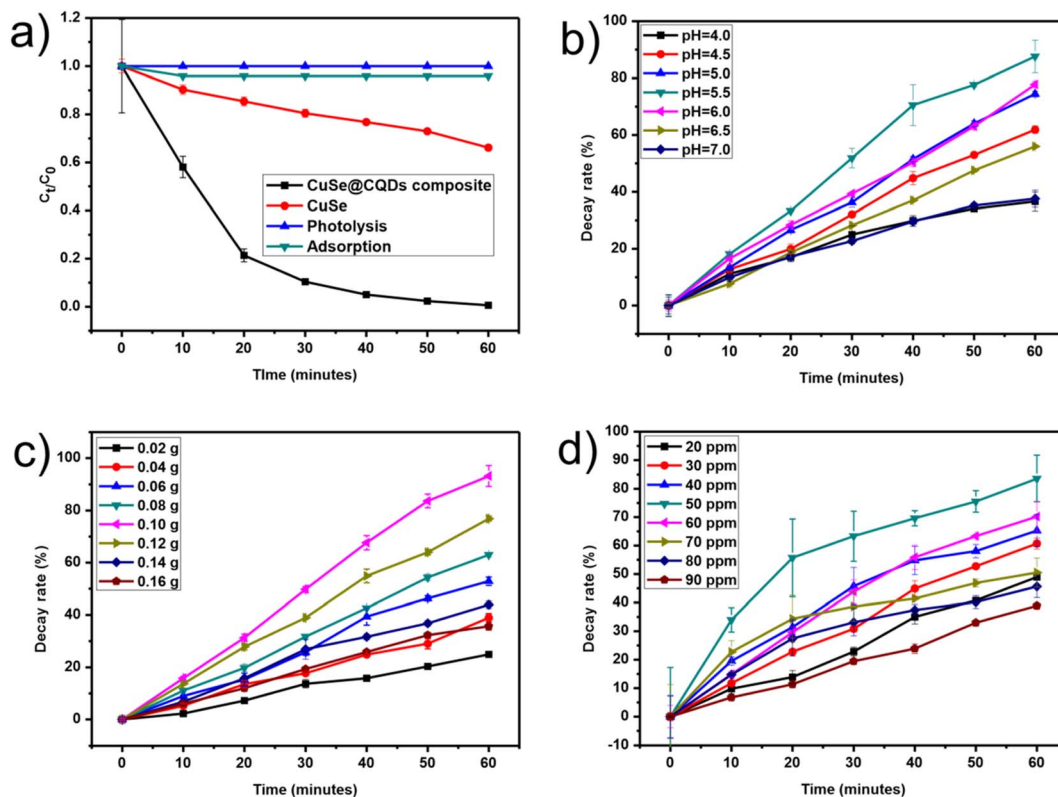 a)
1.2
1.0
0.8
0.6
0.4
0.2
0.0
Ct/C0
CuSe@CQDs composite
CuSe
Photolysis
Adsorption
0 10 20 30 40 50 60
TIme (minutes)
b)
100
80
60
40
20
0
Decay rate (%)
pH=4.0
pH=4.5
pH=5.0
pH=5.5
pH=6.0
pH=6.5
pH=7.0
0 10 20 30 40 50 60
Time (minutes)
c)
100
80
60
40
20
0
Decay rate (%)
0.02 g
0.04 g
0.06 g
0.08 g
0.10 g
0.12 g
0.14 g
0.16 g
0 10 20 30 40 50 60
Time (minutes)
d)
100
90
80
70
60
50
40
30
20
10
0
-10
Decay rate (%)
20 ppm
30 ppm
40 ppm
50 ppm
60 ppm
70 ppm
80 ppm
90 ppm
0 10 20 30 40 50 60
Time (minutes)